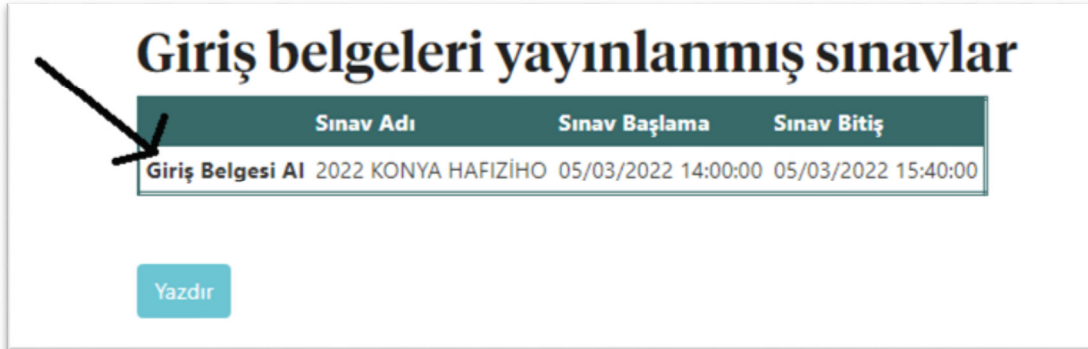 Giriş belgeleri yayınlanmış sınavlar
Sınav Adı Sınav Başlama Sınav Bitiş
Giriş Belgesi Al 2022 KONYA HAFIZİHO 05/03/2022 14:00:00 05/03/2022 15:40:00
Yazdır